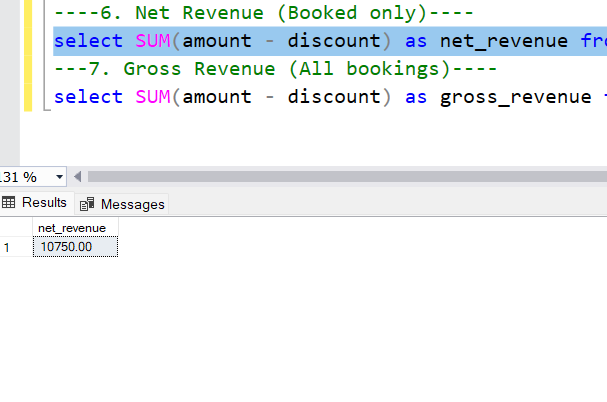 ----6. Net Revenue (Booked only)----
select SUM(amount - discount) as net_revenue fro
---7. Gross Revenue (All bookings)----
select SUM(amount - discount) as gross_revenue
131 %
Results Messages
net_revenue
1 10750.00